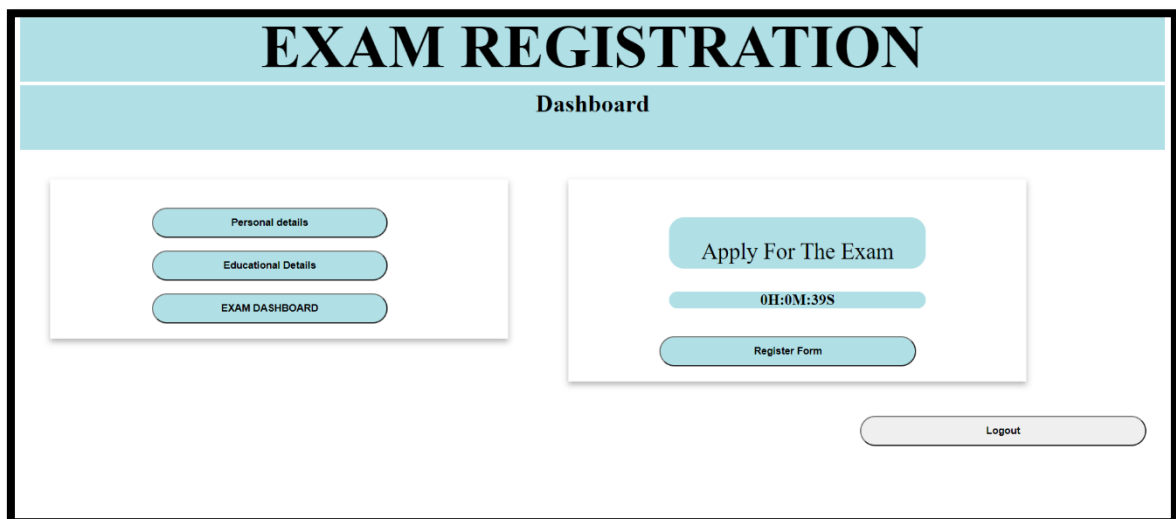 EXAM REGISTRATION
Dashboard
Personal details
Educational Details
EXAM DASHBOARD
Apply For The Exam
0H:0M:39S
Register Form
Logout